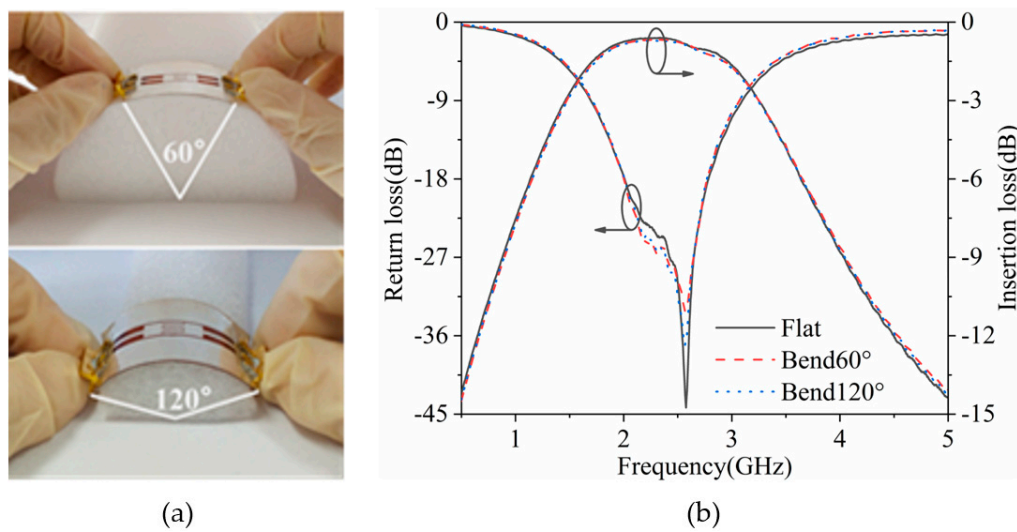 60°
120°
(a)
0
-9
-18
-27
-36
-45
Return loss(dB)
1
2
3
4
5
Frequency(GHz)
0
-3
-6
-9
-12
-15
Insertion loss(dB)
Flat
Bend60°
Bend120°
(b)